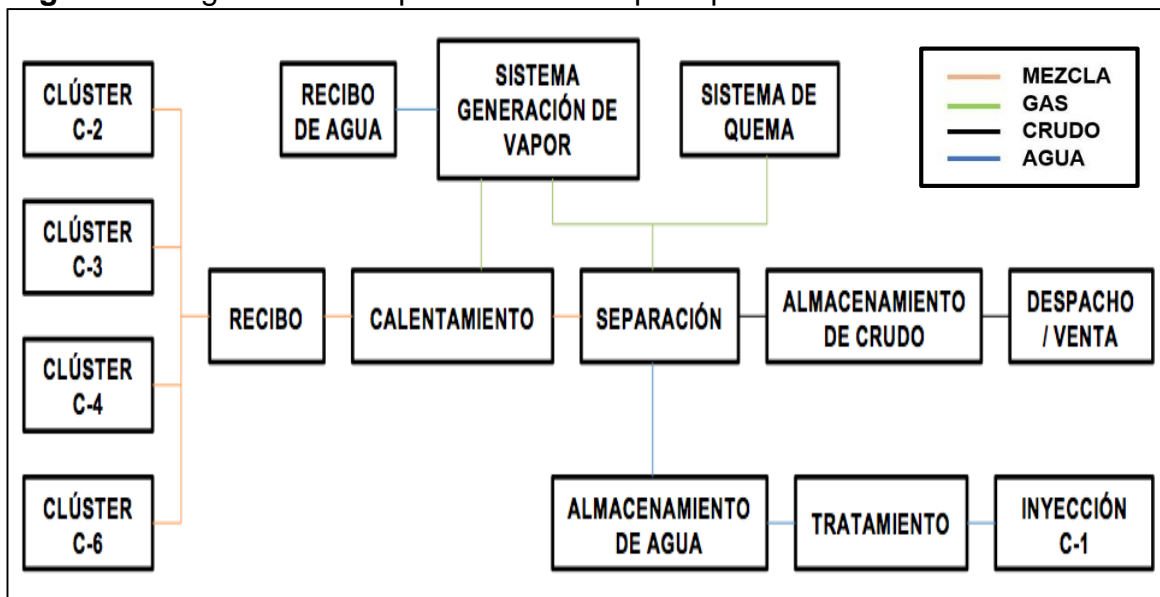 CLÚSTER
C-2
RECIBO
DE AGUA
SISTEMA
GENERACIÓN DE
VAPOR
SISTEMA DE
QUEMA
MEZCLA
GAS
CRUDO
AGUA
CLÚSTER
C-3
RECIBO
CALENTAMIENTO
SEPARACIÓN
ALMACENAMIENTO
DE CRUDO
DESPACHO
/ VENTA
CLÚSTER
C-4
CLÚSTER
C-6
ALMACENAMIENTO
DE AGUA
TRATAMIENTO
INYECCIÓN
C-1